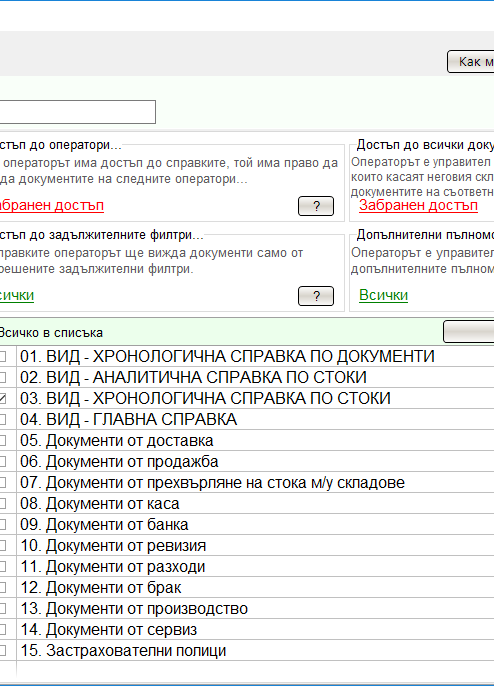 Как м
стъп до оператори... Достъп до всички доку
операторът има достъп до справките, той има право да
да документите на следните оператори...
Операторът е управител
които касаят неговия скл
документите на съответн
абранен достъп ? Забранен достъп
стъп до задължителните филтри... Допълнителни пълномо
правките операторът ще вижда документи само от
решените задължителни филтри.
Операторът е управител
допълнителните пълном
сички ? Всички
Всичко в списъка
01. ВИД - ХРОНОЛОГИЧНА СПРАВКА ПО ДОКУМЕНТИ
02. ВИД - АНАЛИТИЧНА СПРАВКА ПО СТОКИ
03. ВИД - ХРОНОЛОГИЧНА СПРАВКА ПО СТОКИ
04. ВИД - ГЛАВНА СПРАВКА
05. Документи от доставка
06. Документи от продажба
07. Документи от прехвърляне на стока м/у складове
08. Документи от каса
09. Документи от банка
10. Документи от ревизия
11. Документи от разходи
12. Документи от брак
13. Документи от производство
14. Документи от сервиз
15. Застрахователни полици